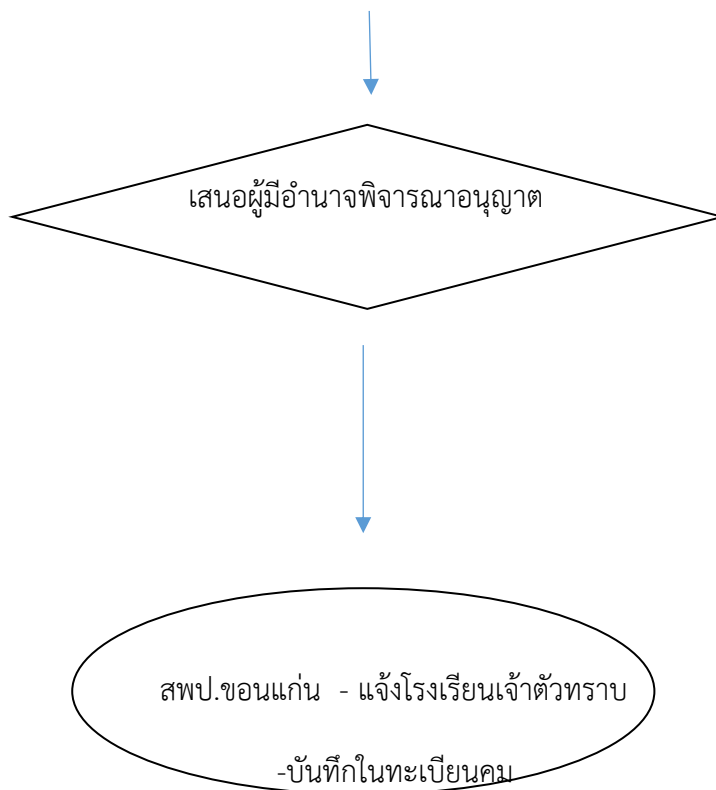 เสนอผู้มีอำนาจพิจารณาอนุญาต
สพป.ขอนแก่น - แจ้งโรงเรียนเจ้าตัวทราบ
-บันทึกในทะเบียนคุม